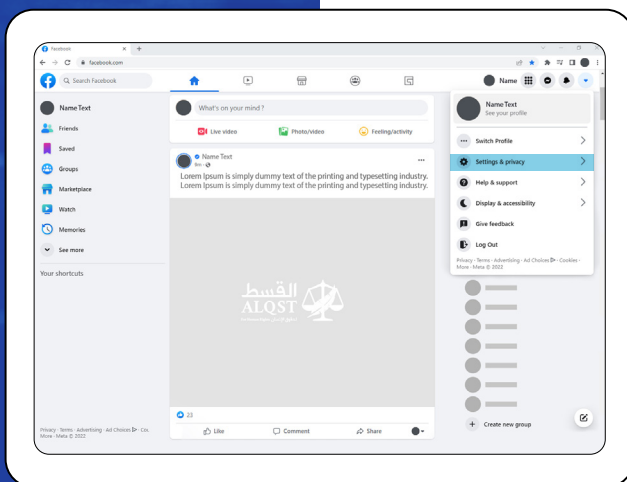 Facebook
facebook.com
Search Facebook
Name
Name Text
Friends
Saved
Groups
Marketplace
Watch
Memories
See more
Your shortcuts
Privacy · Terms · Advertising · Ad Choices · Coo
More · Meta © 2022
What's on your mind ?
Live video
Photo/video
Feeling/activity
Name Text
8m
Lorem Ipsum is simply dummy text of the printing and typesetting industry.
Lorem Ipsum is simply dummy text of the printing and typesetting industry.
القسط
ALQST
23
Like
Comment
Share
Name Text
See your profile
Switch Profile
Settings & privacy
Help & support
Display & accessibility
Give feedback
Log Out
Privacy · Terms · Advertising · Ad Choices · Cookies ·
More · Meta © 2022
Create new group